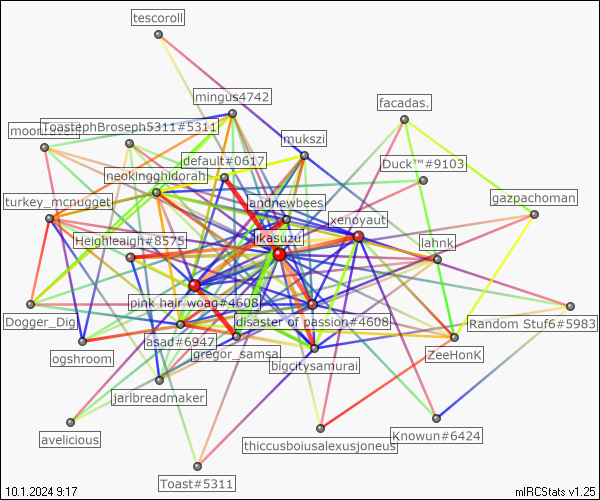 tescoroll
mingus4742
facadas.
ToastephBroseph5311#5311
mukszi
default#0617
Duck™#9103
neokingghidorah
turkey_mcnugget
andnewbees
gazpachoman
xenoyaut
Heighleaigh#8575
ikasuzu
lahnk
pink hair woag#4608
disaster of passion#4608
Dogger_Dig
Random Stuf6#5983
asad#6947
ogshroom
gregor_samsa
ZeeHonK
bigcitysamurai
jarlbreadmaker
avelicious
thiccusboiusalexusjoneus
Knowun#6424
Toast#5311
10.1.2024 9:17
mIRCStats v1.25